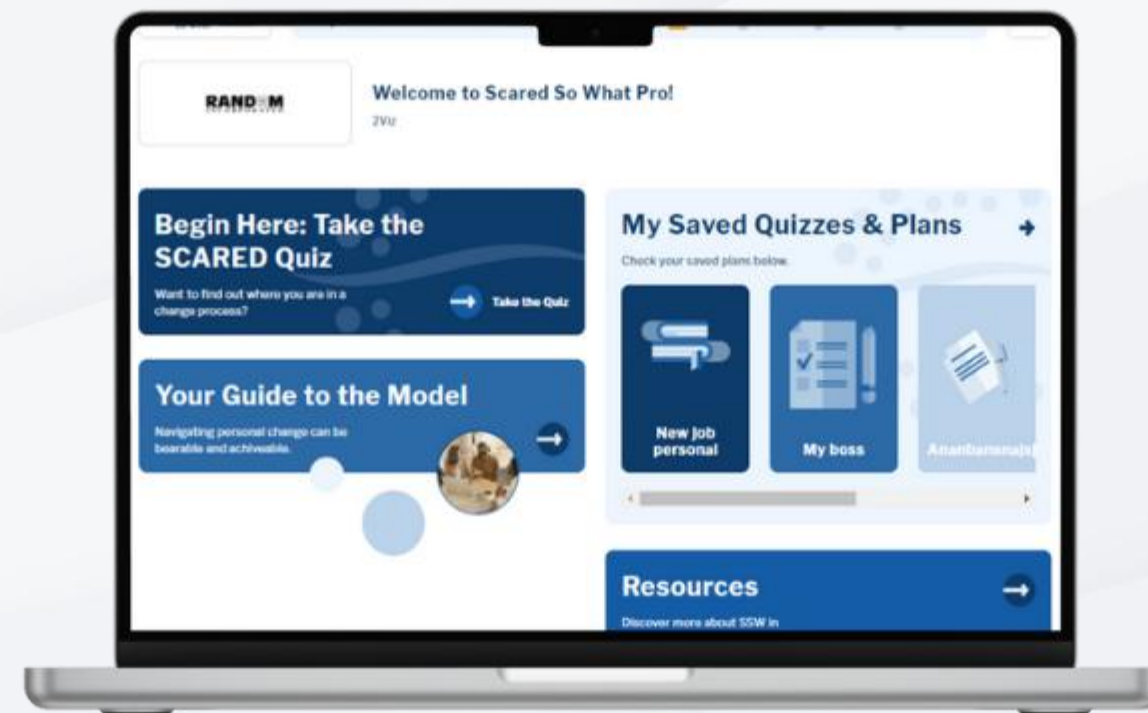 RANDOM
Welcome to Scared So What Pro!
Begin Here: Take the
SCARED Quiz
Want to find out where you are in a
change process?
Take the Quiz
Your Guide to the Model
Navigating personal change can be
bearable and achiveable.
My Saved Quizzes & Plans
Check your saved plans below.
New job
personal
My boss
Resources
Discover more about SSW in